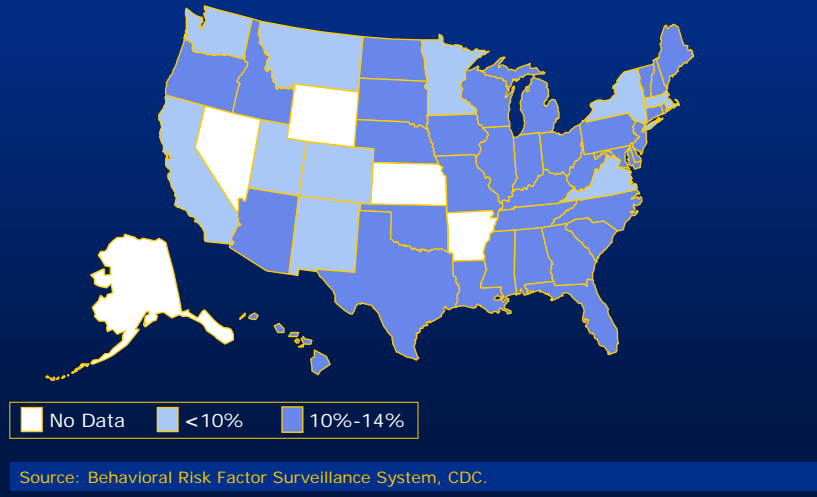 No Data <10% 10%-14%
Source: Behavioral Risk Factor Surveillance System, CDC.